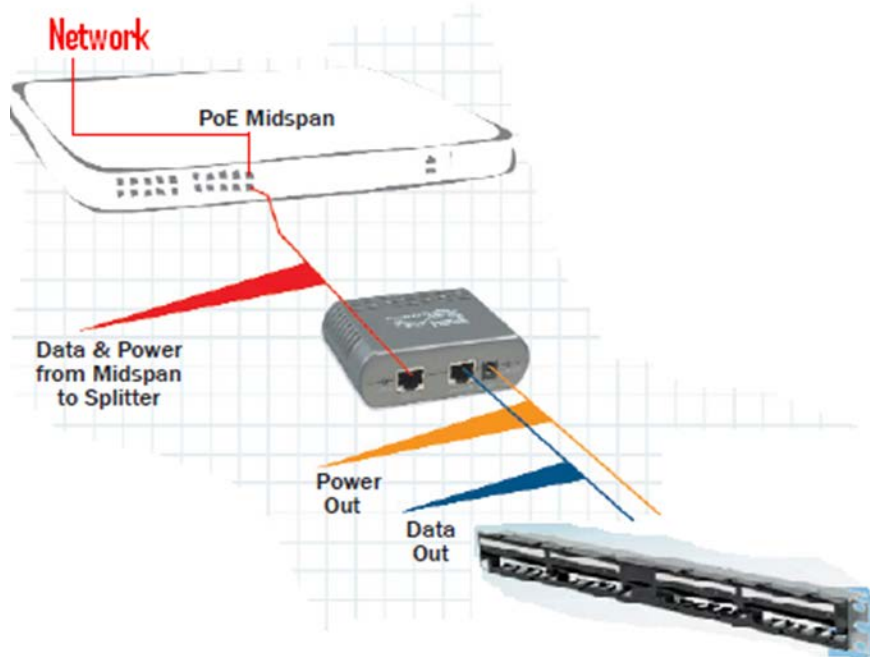 Network
PoE Midspan
Data & Power
from Midspan
to Splitter
Power
Out
Data
Out